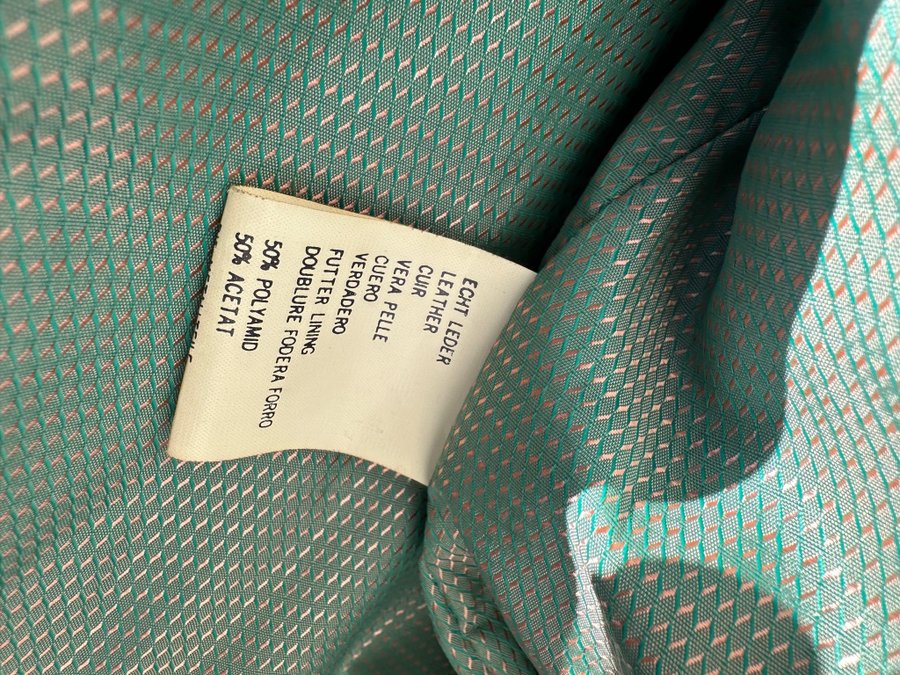 ECHT LEDER
LEATHER
CUIR
VERA PELLE
CUERO
VERDADERO
FUTTER LINING
DOUBLURE FODERA FORRO
50% POLYAMID
50% ACETAT